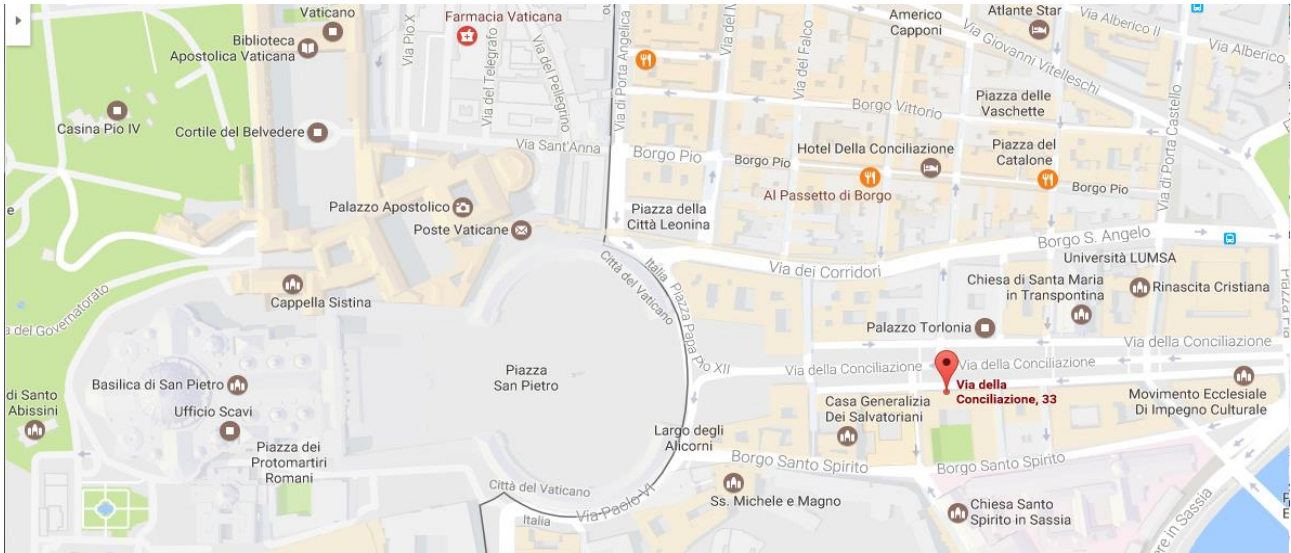 Vaticano
Biblioteca
Apostolica Vaticana
Via Pio X
Farmacia Vaticana
Via del Telegrafo
Via del Pellegrino
Via di Porta Angelica
Via del Falco
Americo
Capponi
Atlante Star
Via Giovanni Vitelleschi
Via Alberico II
Via Alberico
Casina Pio IV
Cortile del Belvedere
Via Sant'Anna
Borgo Vittorio
Piazza delle
Vaschette
Via di Porta Castello
Borgo Pio
Borgo Pio
Hotel Della Conciliazione
Piazza del
Catalone
Borgo Pio
Al Passetto di Borgo
Palazzo Apostolico
Poste Vaticane
Piazza della
Città Leonina
Borgo S. Angelo
Via dei Corridori
Università LUMSA
Italia
Città del Vaticano
Piazza Papa Pio XII
Cappella Sistina
Chiesa di Santa Maria
in Transpontina
Rinascita Cristiana
a del Governatorato
Palazzo Torlonia
Via della Conciliazione
Via della Conciliazione
Via della Conciliazione
Piazza
San Pietro
Via della
Conciliazione, 33
Basilica di San Pietro
Ufficio Scavi
di Santo
Abissini
Casa Generalizia
Dei Salvatoriani
Movimento Ecclesiale
Di Impegno Culturale
Largo degli
Alicorni
Piazza dei
Protomartiri
Romani
Borgo Santo Spirito
Borgo Santo Spirito
Città del Vaticano
Via Paolo VI
Italia
Ss. Michele e Magno
Chiesa Santo
Spirito in Sassia
ere in Sassia